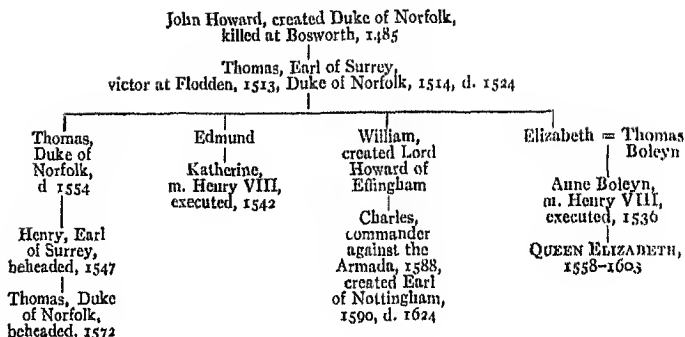 John Howard, created Duke of Norfolk,
killed at Bosworth, 1485
Thomas, Earl of Surrey,
victor at Flodden, 1513, Duke of Norfolk, 1514, d. 1524
Thomas,
Duke of
Norfolk,
d 1554
Henry, Earl
of Surrey,
beheaded, 1547
Thomas, Duke
of Norfolk,
beheaded, 1572
Edmund
Katherine,
m. Henry VIII,
executed, 1542
William,
created Lord
Howard of
Effingham
Charles,
commander
against the
Armada, 1588,
created Earl
of Nottingham,
1590, d. 1624
Elizabeth = Thomas
Boleyn
Anne Boleyn,
m. Henry VIII,
executed, 1536
QUEEN ELIZABETH,
1558-1603